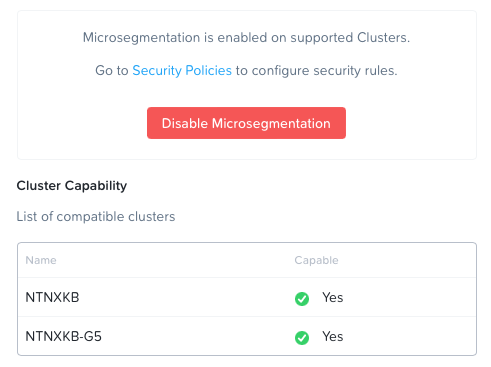 Microsegmentation is enabled on supported Clusters.
Go to Security Policies to configure security rules.
Disable Microsegmentation
Cluster Capability
List of compatible clusters
Name Capable
NTNXKB Yes
NTNXKB-G5 Yes